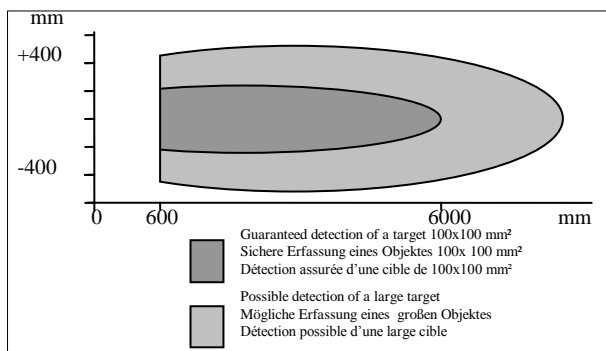 mm
+400
-400
0 600 6000 mm
Guaranteed detection of a target 100x100 mm²
Sichere Erfassung eines Objektes 100x 100 mm²
Détection assurée d’une cible de 100x100 mm²
Possible detection of a large target
Mögliche Erfassung eines großen Objektes
Détection possible d’une large cible